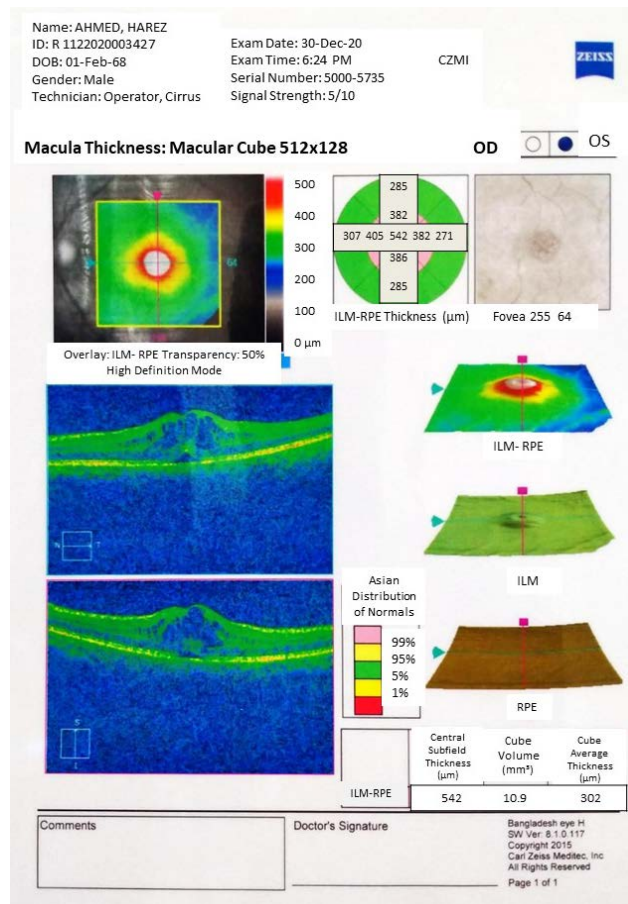 Name: AHMED, HAREZ
ID: R 1122020003427
DOB: 01-Feb-68
Gender: Male
Technician: Operator, Cirrus
Exam Date: 30-Dec-20
Exam Time: 6:24 PM
Serial Number: 5000-5735
Signal Strength: 5/10
CZMI
ZEISS
Macula Thickness: Macular Cube 512x128
OD
OS
500
400
300
200
100
0 µm
64
285
382
307 405 542 382 271
386
285
ILM-RPE Thickness (µm)
Fovea 255 64
Overlay: ILM- RPE Transparency: 50%
High Definition Mode
N T
S
I
ILM- RPE
ILM
RPE
Asian
Distribution
of Normals
99%
95%
5%
1%
Central
Subfield
Thickness
(µm)
Cube
Volume
(mm³)
Cube
Average
Thickness
(µm)
ILM-RPE
542
10.9
302
Comments
Doctor's Signature
Bangladesh eye H
SW Ver: 8.1.0.117
Copyright 2015
Carl Zeiss Meditec, Inc
All Rights Reserved
Page 1 of 1